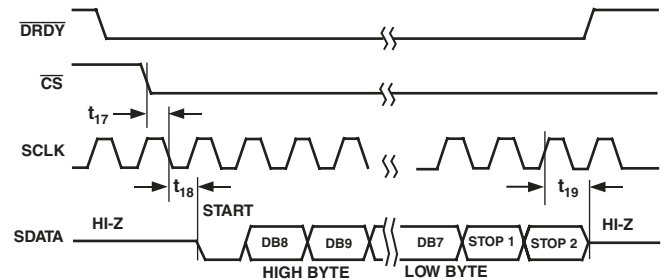 DRDY
CS
t17
SCLK
t18
t19
START
HI-Z
HI-Z
SDATA
DB8
DB9
DB7
STOP 1
STOP 2
HIGH BYTE
LOW BYTE